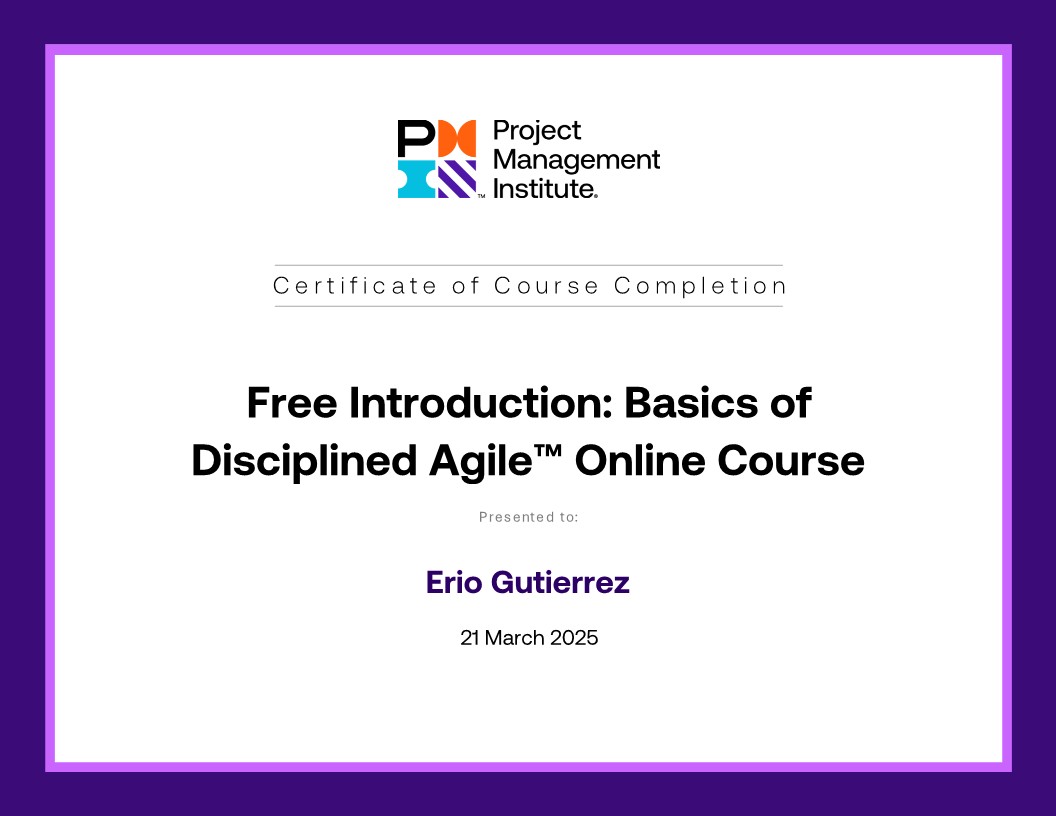 PMI™
Project
Management
Institute®
Certificate of Course Completion
Free Introduction: Basics of
Disciplined Agile™ Online Course
Presented to:
Erio Gutierrez
21 March 2025